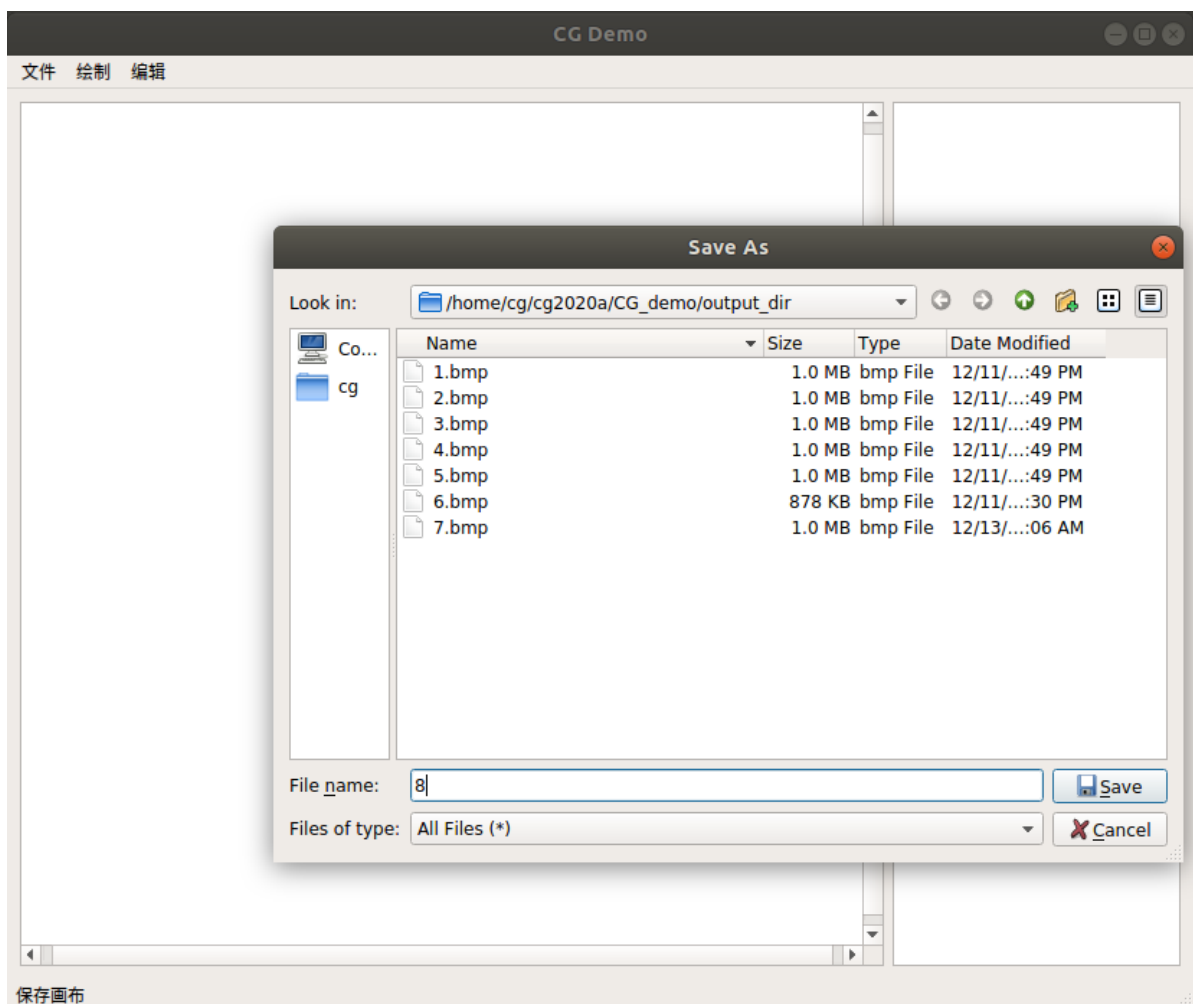 CG Demo
文件 绘制 编辑
Save As
Look in: /home/cg/cg2020a/CG_demo/output_dir
Co...
cg
Name Size Type Date Modified
1.bmp 1.0 MB bmp File 12/11/...:49 PM
2.bmp 1.0 MB bmp File 12/11/...:49 PM
3.bmp 1.0 MB bmp File 12/11/...:49 PM
4.bmp 1.0 MB bmp File 12/11/...:49 PM
5.bmp 1.0 MB bmp File 12/11/...:49 PM
6.bmp 878 KB bmp File 12/11/...:30 PM
7.bmp 1.0 MB bmp File 12/13/...:06 AM
File name: 8 Save
Files of type: All Files (*) Cancel
保存画布